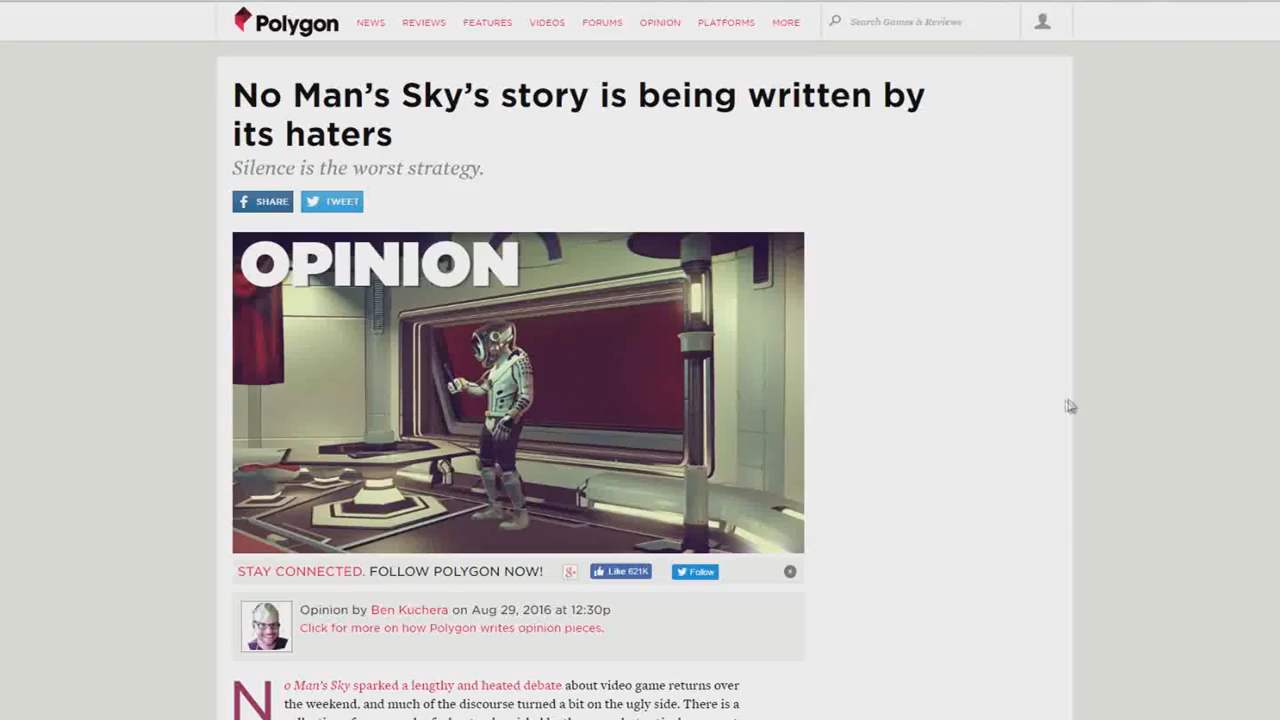 Polygon NEWS REVIEWS FEATURES VIDEOS FORUMS OPINION PLATFORMS MORE Search Games & Reviews
No Man's Sky's story is being written by
its haters
Silence is the worst strategy.
f SHARE TWEET
OPINION
STAY CONNECTED. FOLLOW POLYGON NOW! g+ Like 621K Follow
Opinion by Ben Kuchera on Aug 29, 2016 at 12:30p
Click for more on how Polygon writes opinion pieces.
No Man's Sky sparked a lengthy and heated debate about video game returns over
the weekend, and much of the discourse turned a bit on the ugly side. There is a